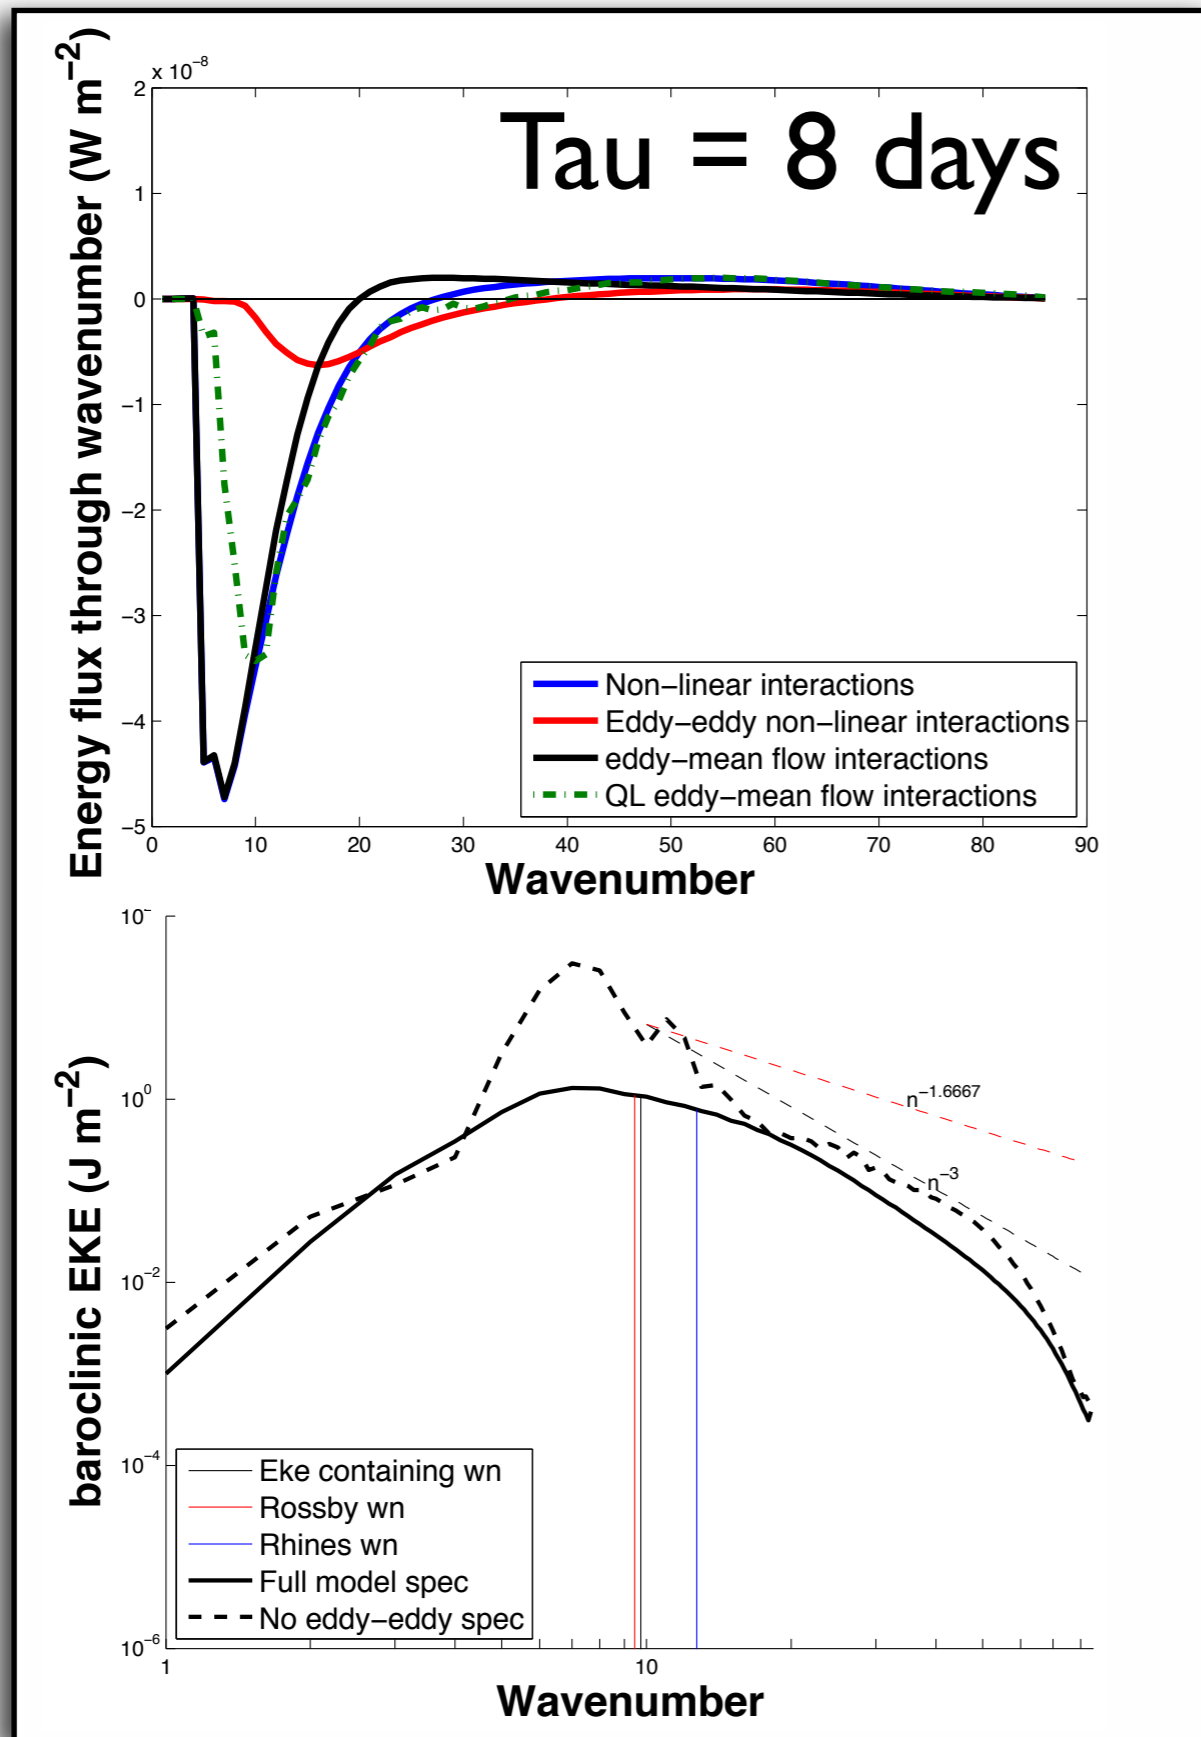 x 10⁻⁸
Tau = 8 days
Energy flux through wavenumber (W m⁻²)
2
1
0
−1
−2
−3
−4
−5
Non−linear interactions
Eddy−eddy non−linear interactions
eddy−mean flow interactions
QL eddy−mean flow interactions
0 10 20 30 40 50 60 70 80 90
Wavenumber
baroclinic EKE (J m⁻²)
10⁰
10⁻²
10⁻⁴
10⁻⁶
n⁻¹·⁶⁶⁶⁷
n⁻³
Eke containing wn
Rossby wn
Rhines wn
Full model spec
No eddy−eddy spec
1 10
Wavenumber